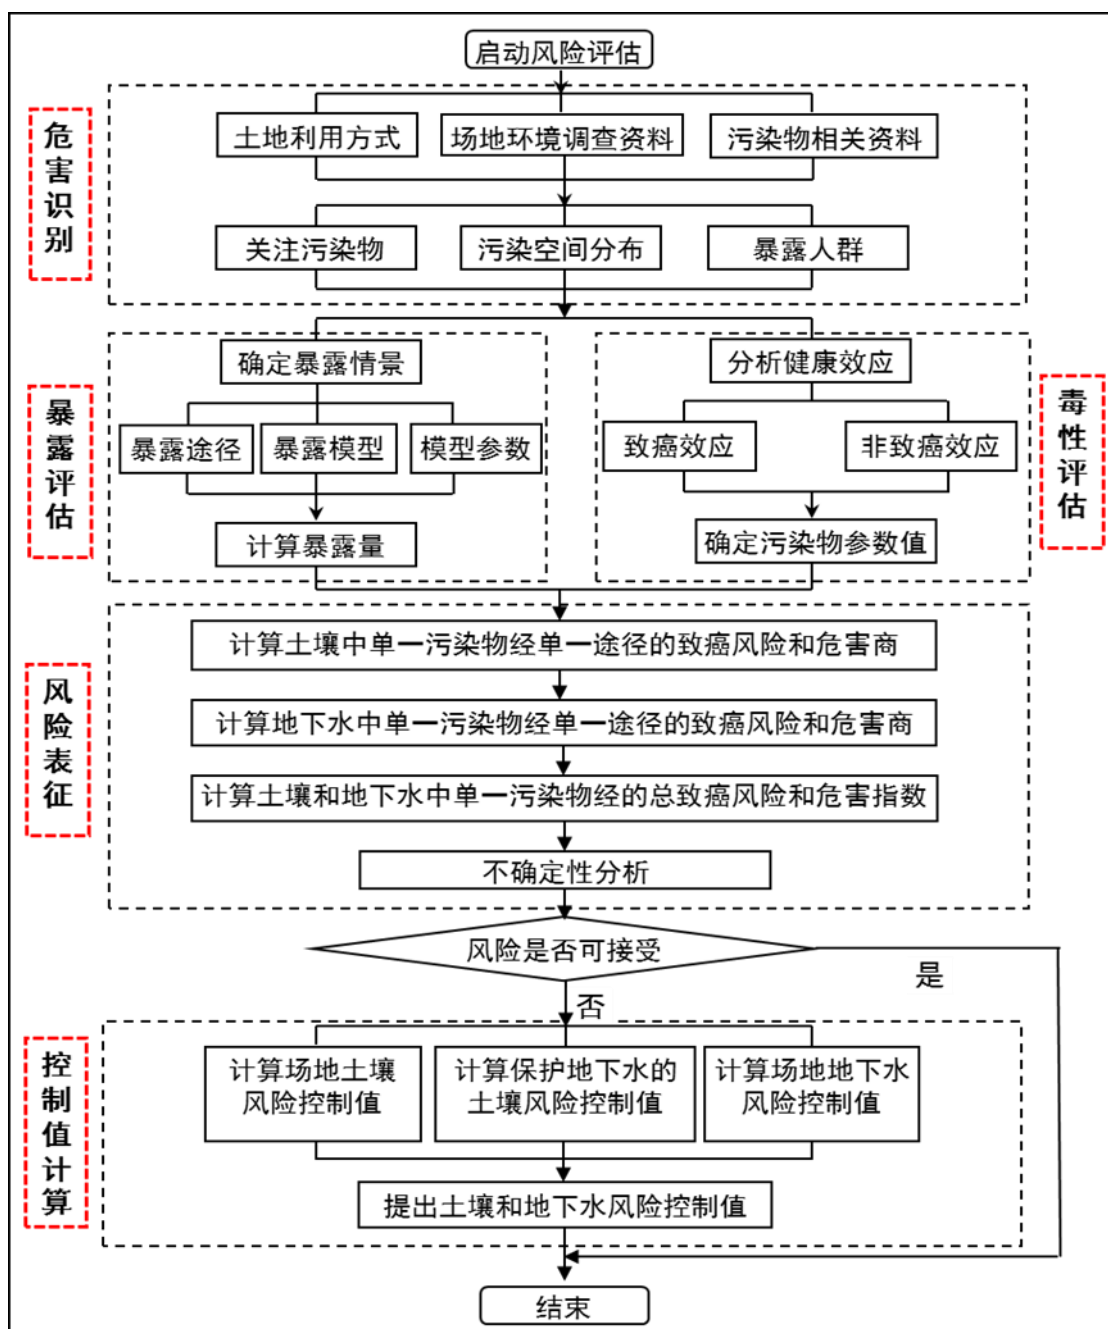 启动风险评估
危害识别
土地利用方式
场地环境调查资料
污染物相关资料
关注污染物
污染空间分布
暴露人群
暴露评估
确定暴露情景
暴露途径
暴露模型
模型参数
计算暴露量
毒性评估
分析健康效应
致癌效应
非致癌效应
确定污染物参数值
风险表征
计算土壤中单一污染物经单一途径的致癌风险和危害商
计算地下水中单一污染物经单一途径的致癌风险和危害商
计算土壤和地下水中单一污染物经的总致癌风险和危害指数
不确定性分析
风险是否可接受
是
否
控制值计算
计算场地土壤
风险控制值
计算保护地下水的
土壤风险控制值
计算场地地下水
风险控制值
提出土壤和地下水风险控制值
结束